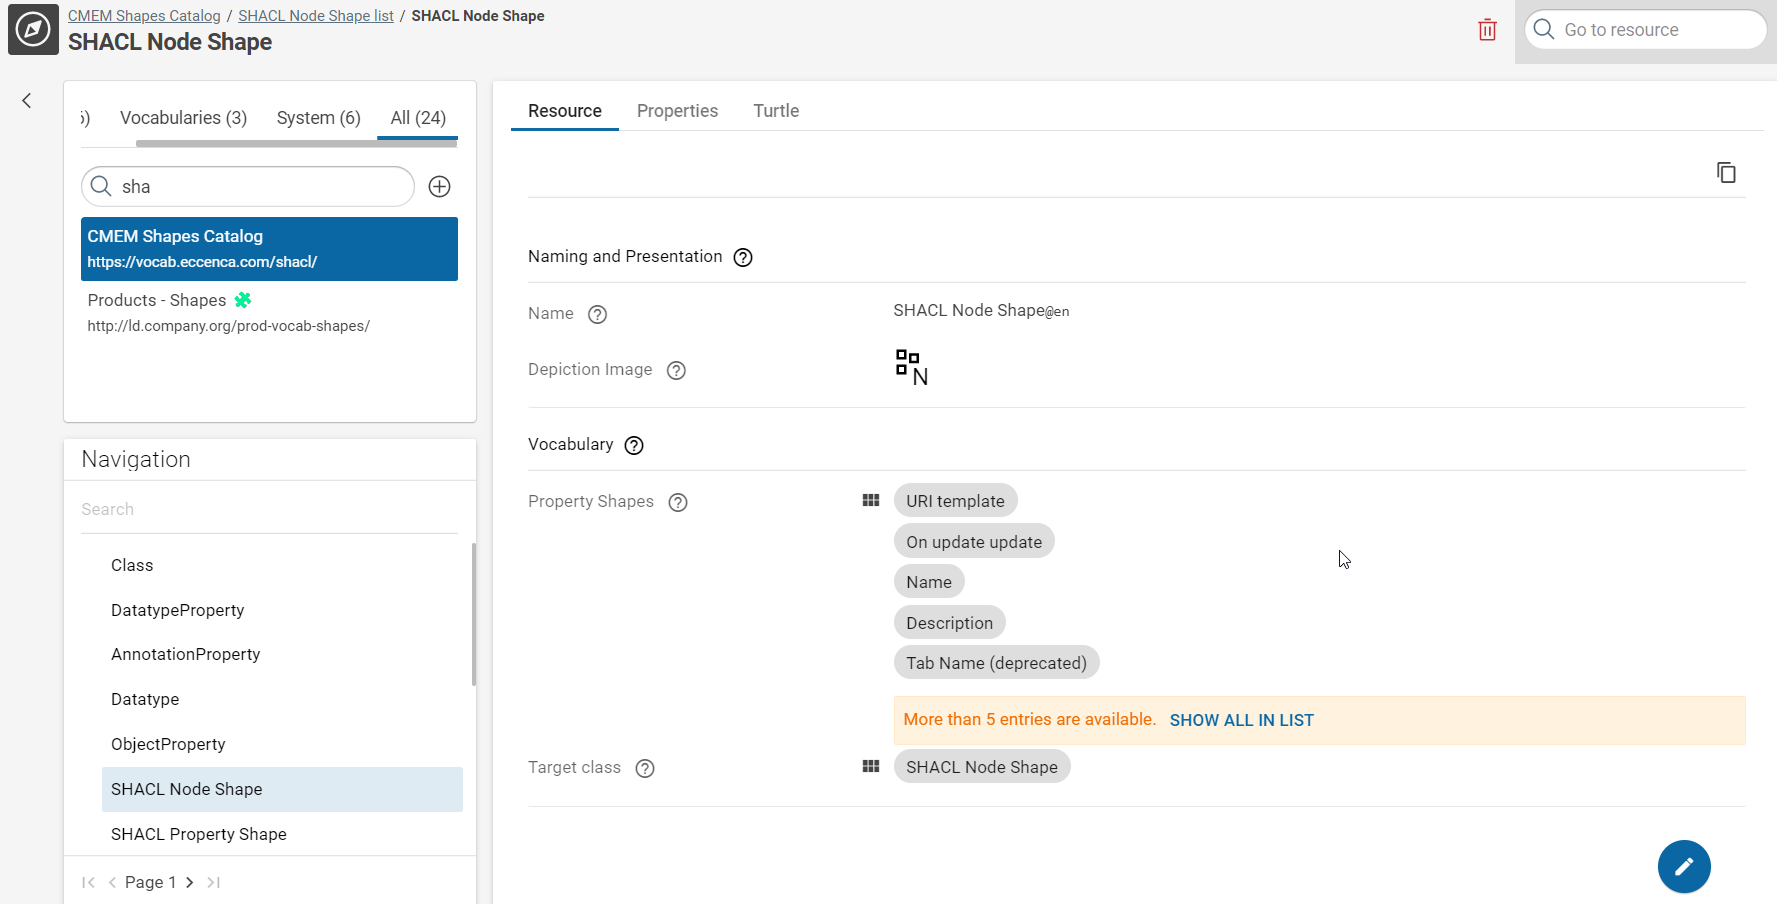 CMEM Shapes Catalog / SHACL Node Shape list / SHACL Node Shape
SHACL Node Shape
Go to resource
Vocabularies (3) System (6) All (24)
sha
CMEM Shapes Catalog
https://vocab.eccenca.com/shacl/
Products - Shapes
http://ld.company.org/prod-vocab-shapes/
Navigation
Search
Class
DatatypeProperty
AnnotationProperty
Datatype
ObjectProperty
SHACL Node Shape
SHACL Property Shape
Page 1
Resource Properties Turtle
Naming and Presentation
Name SHACL Node Shape@en
Depiction Image N
Vocabulary
Property Shapes URI template
On update update
Name
Description
Tab Name (deprecated)
More than 5 entries are available. SHOW ALL IN LIST
Target class SHACL Node Shape